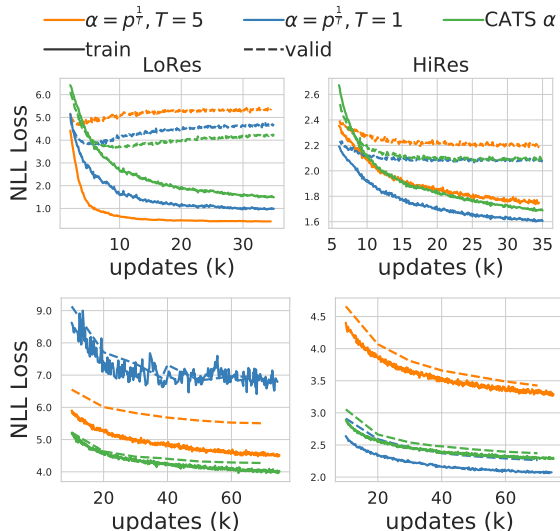 α = p^{1/T}, T = 5 α = p^{1/T}, T = 1 CATS α
train valid
LoRes HiRes
NLL Loss
6.0
5.0
4.0
3.0
2.0
1.0
10 20 30
updates (k)
2.6
2.4
2.2
2.0
1.8
1.6
5 10 15 20 25 30 35
updates (k)
NLL Loss
9.0
8.0
7.0
6.0
5.0
4.0
20 40 60
updates (k)
4.5
4.0
3.5
3.0
2.5
2.0
20 40 60
updates (k)